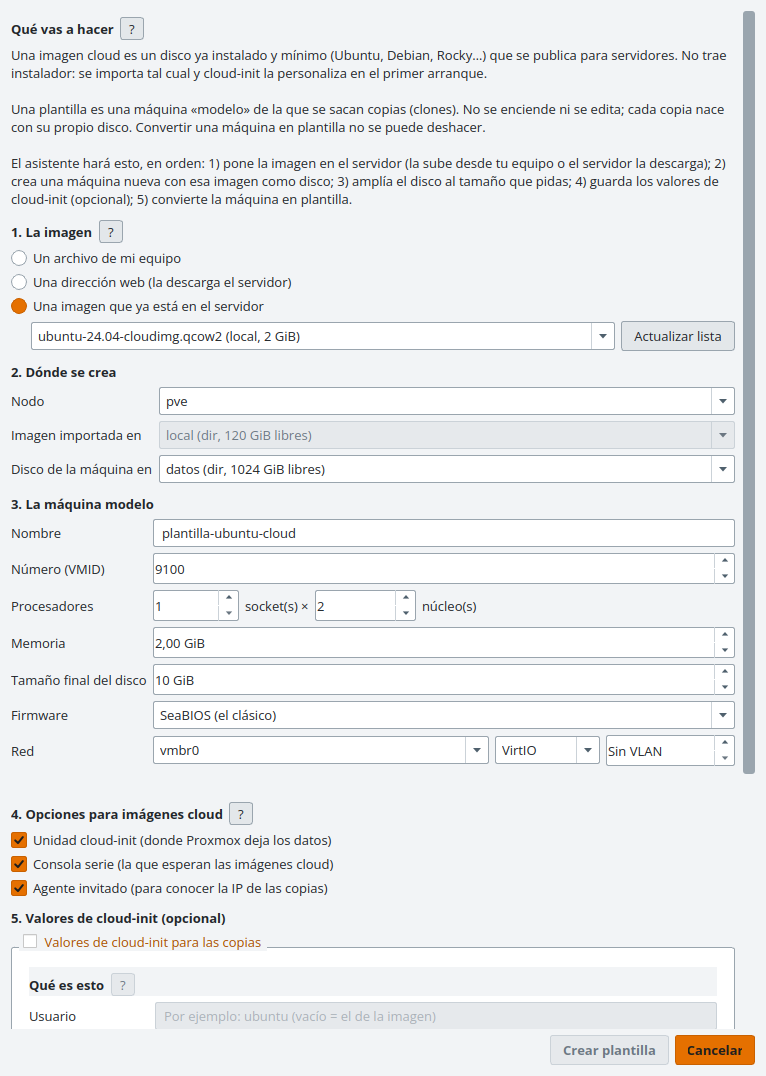 Qué vas a hacer ?
Una imagen cloud es un disco ya instalado y mínimo (Ubuntu, Debian, Rocky...) que se publica para servidores. No trae
instalador: se importa tal cual y cloud-init la personaliza en el primer arranque.
Una plantilla es una máquina «modelo» de la que se sacan copias (clones). No se enciende ni se edita; cada copia nace
con su propio disco. Convertir una máquina en plantilla no se puede deshacer.
El asistente hará esto, en orden: 1) pone la imagen en el servidor (la sube desde tu equipo o el servidor la descarga); 2)
crea una máquina nueva con esa imagen como disco; 3) amplía el disco al tamaño que pidas; 4) guarda los valores de
cloud-init (opcional); 5) convierte la máquina en plantilla.
1. La imagen ?
Un archivo de mi equipo
Una dirección web (la descarga el servidor)
Una imagen que ya está en el servidor
ubuntu-24.04-cloudimg.qcow2 (local, 2 GiB) Actualizar lista
2. Dónde se crea
Nodo pve
Imagen importada en local (dir, 120 GiB libres)
Disco de la máquina en datos (dir, 1024 GiB libres)
3. La máquina modelo
Nombre plantilla-ubuntu-cloud
Número (VMID) 9100
Procesadores 1 socket(s) × 2 núcleo(s)
Memoria 2,00 GiB
Tamaño final del disco 10 GiB
Firmware SeaBIOS (el clásico)
Red vmbr0 VirtIO Sin VLAN
4. Opciones para imágenes cloud ?
Unidad cloud-init (donde Proxmox deja los datos)
Consola serie (la que esperan las imágenes cloud)
Agente invitado (para conocer la IP de las copias)
5. Valores de cloud-init (opcional)
Valores de cloud-init para las copias
Qué es esto ?
Usuario Por ejemplo: ubuntu (vacío = el de la imagen)
Crear plantilla Cancelar